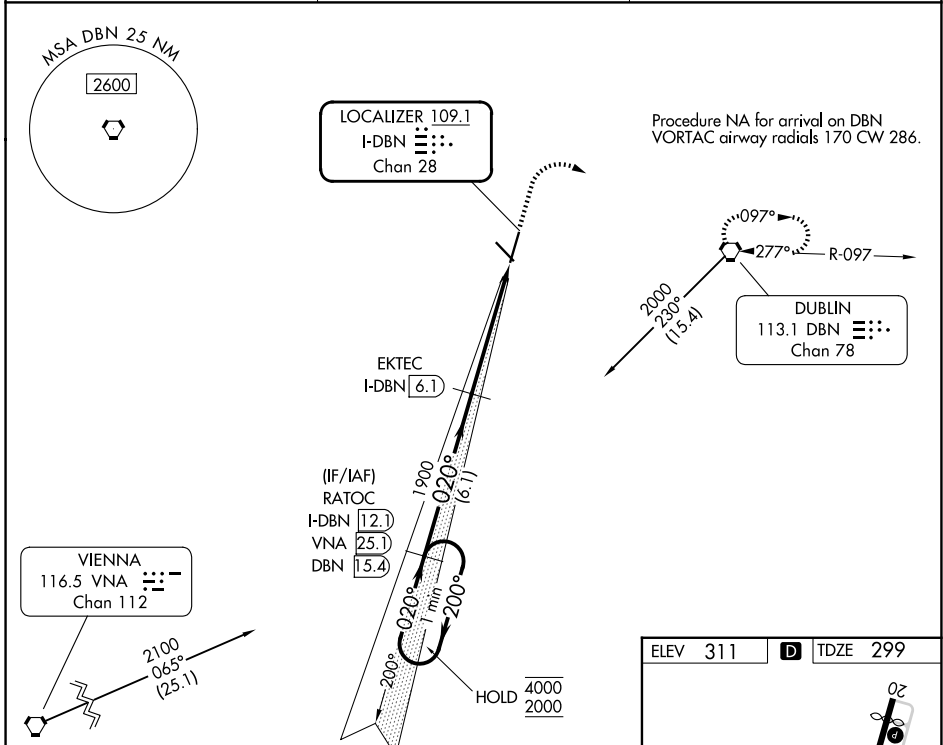 MSA DBN 25 NM
2600
LOCALIZER 109.1
I-DBN
Chan 28
Procedure NA for arrival on DBN
VORTAC airway radials 170 CW 286.
097°
277°
R-097
2000
230°
(15.4)
DUBLIN
113.1 DBN
Chan 78
EKTEC
I-DBN 6.1
1900
020°
(6.1)
(IF/IAF)
RATOC
I-DBN 12.1
VNA 25.1
DBN 15.4
020°
1 min
200°
200°
HOLD 4000
2000
VIENNA
116.5 VNA
Chan 112
2100
065°
(25.1)
ELEV 311 D TDZE 299
20
P